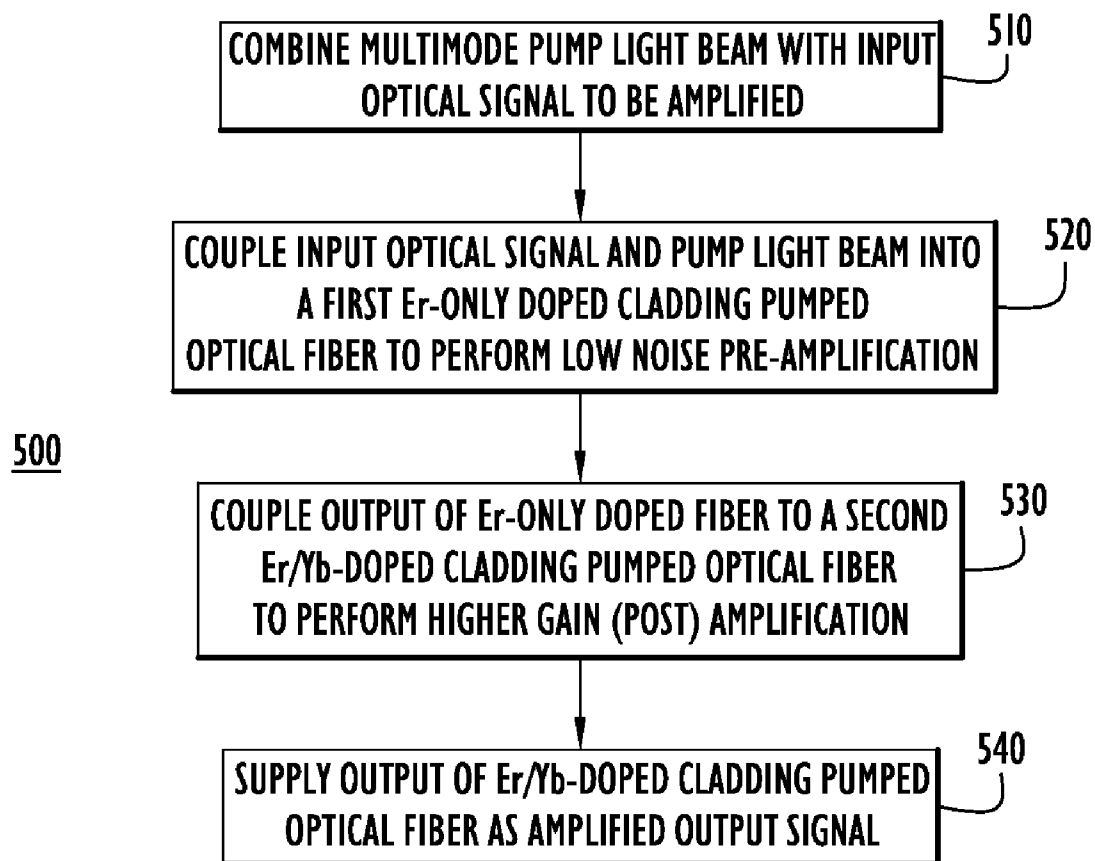 COMBINE MULTIMODE PUMP LIGHT BEAM WITH INPUT
OPTICAL SIGNAL TO BE AMPLIFIED
510
COUPLE INPUT OPTICAL SIGNAL AND PUMP LIGHT BEAM INTO
A FIRST Er-ONLY DOPED CLADDING PUMPED
OPTICAL FIBER TO PERFORM LOW NOISE PRE-AMPLIFICATION
520
500
COUPLE OUTPUT OF Er-ONLY DOPED FIBER TO A SECOND
Er/Yb-DOPED CLADDING PUMPED OPTICAL FIBER
TO PERFORM HIGHER GAIN (POST) AMPLIFICATION
530
SUPPLY OUTPUT OF Er/Yb-DOPED CLADDING PUMPED
OPTICAL FIBER AS AMPLIFIED OUTPUT SIGNAL
540